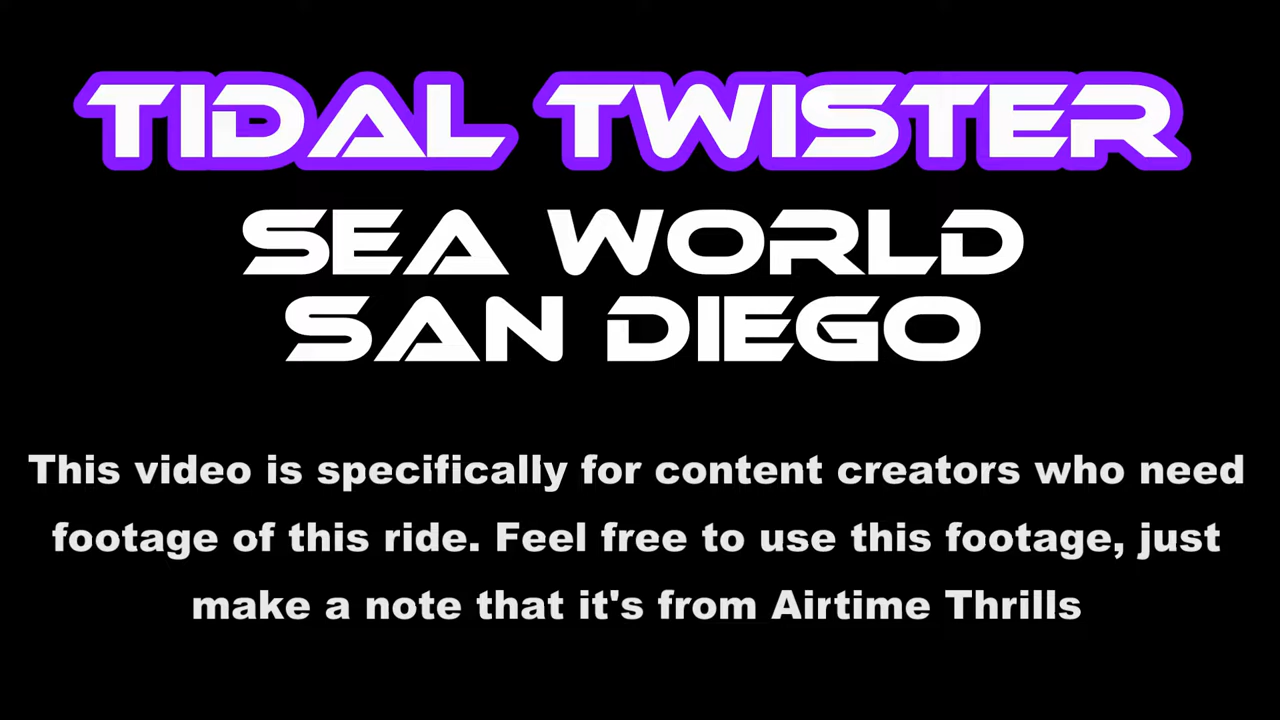 TIDAL TWISTER
SEA WORLD
SAN DIEGO
This video is specifically for content creators who need
footage of this ride. Feel free to use this footage, just
make a note that it's from Airtime Thrills